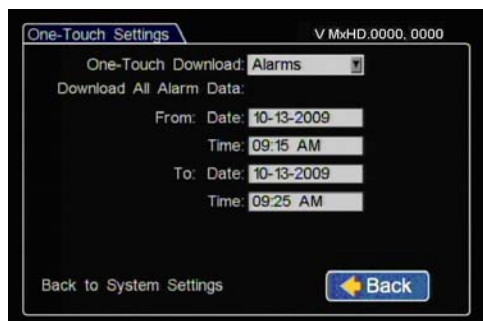 One-Touch Settings V MxHD.0000, 0000
One-Touch Download: Alarms
Download All Alarm Data:
From: Date: 10-13-2009
Time: 09:15 AM
To: Date: 10-13-2009
Time: 09:25 AM
Back to System Settings Back